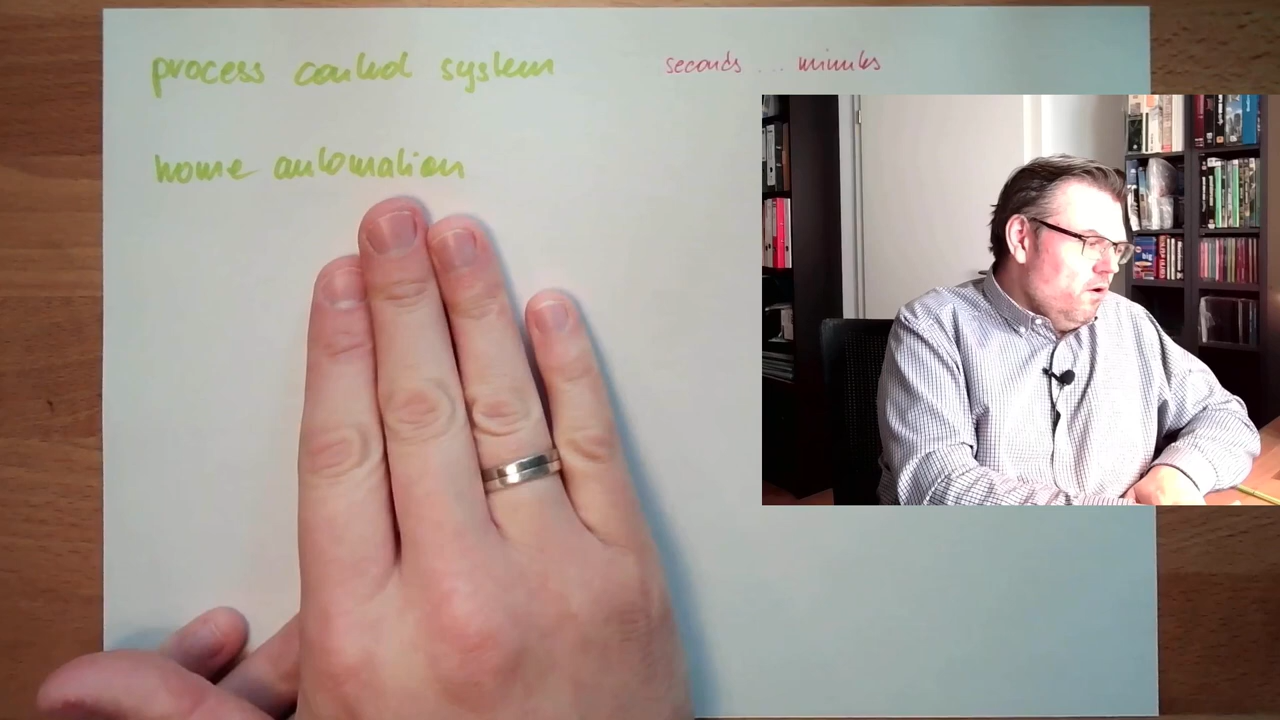 process control system seconds ... minutes
home automation